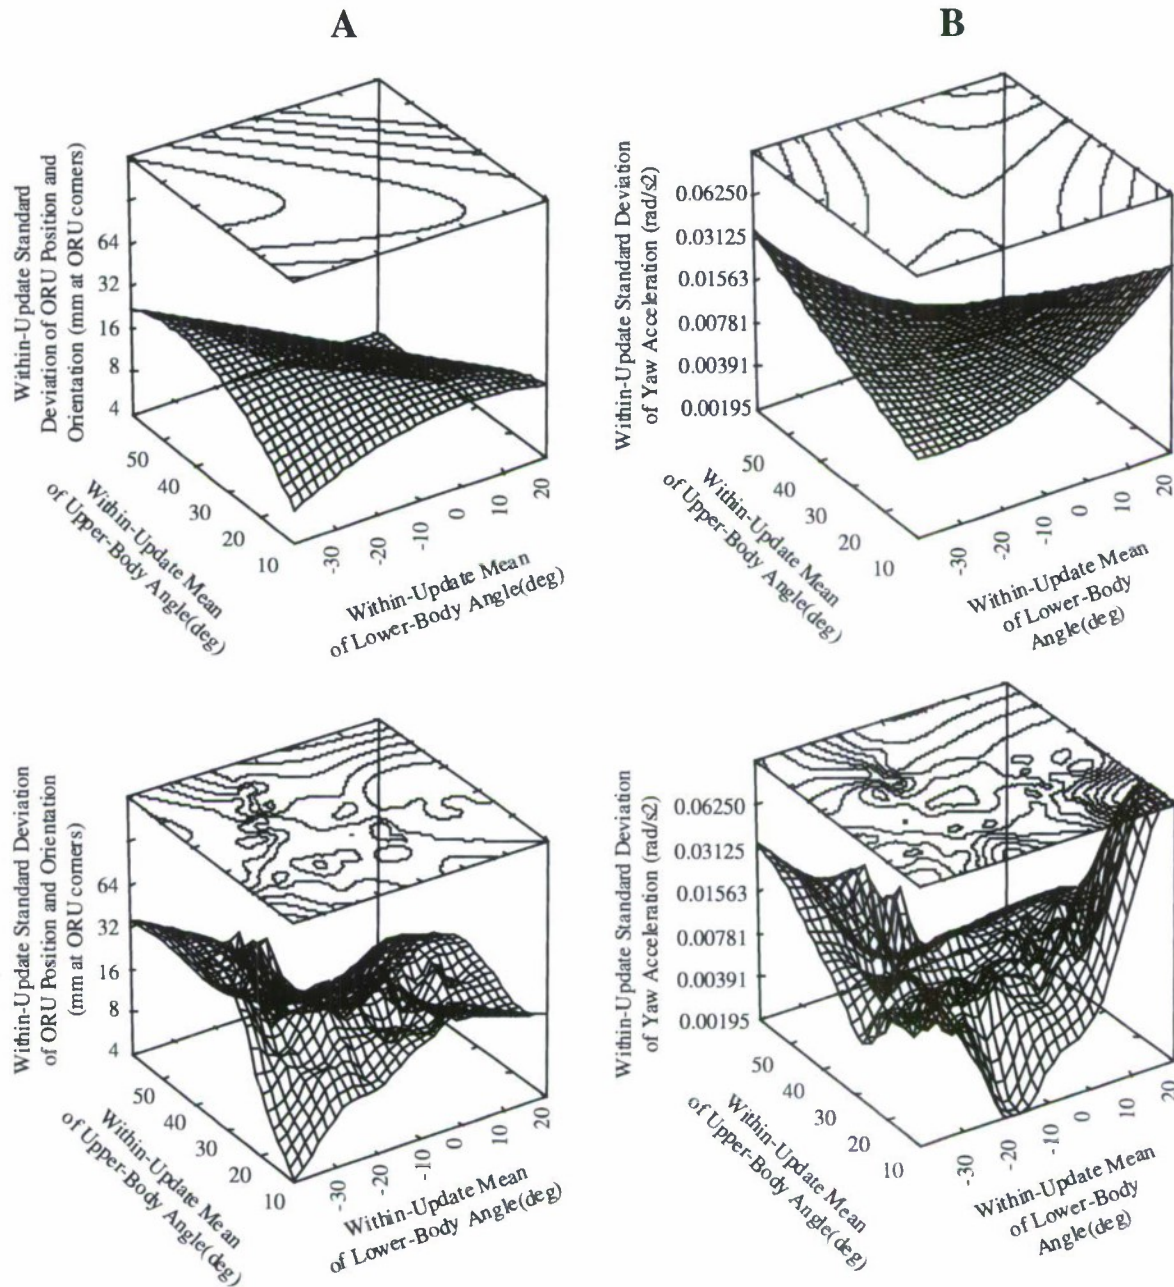 A
B
Within-Update Standard
Deviation of ORU Position and
Orientation (mm at ORU corners)
64
32
16
8
4
50
40
30
20
10
Within-Update Mean
of Upper-Body Angle(deg)
-30
-20
-10
0
10
20
Within-Update Mean
of Lower-Body Angle(deg)
Within-Update Standard Deviation
of Yaw Acceleration (rad/s2)
0.06250
0.03125
0.01563
0.00781
0.00391
0.00195
50
40
30
20
10
Within-Update Mean
of Upper-Body Angle(deg)
-30
-20
-10
0
10
20
Within-Update Mean
of Lower-Body
Angle(deg)
Within-Update Standard Deviation
of ORU Position and Orientation
(mm at ORU corners)
64
32
16
8
4
50
40
30
20
10
Within-Update Mean
of Upper-Body Angle(deg)
-30
-20
-10
0
10
20
Within-Update Mean
of Lower-Body Angle(deg)
Within-Update Standard Deviation
of Yaw Acceleration (rad/s2)
0.06250
0.03125
0.01563
0.00781
0.00391
0.00195
50
40
30
20
10
Within-Update Mean
of Upper-Body Angle(deg)
-30
-20
-10
0
10
20
Within-Update Mean
of Lower-Body
Angle(deg)